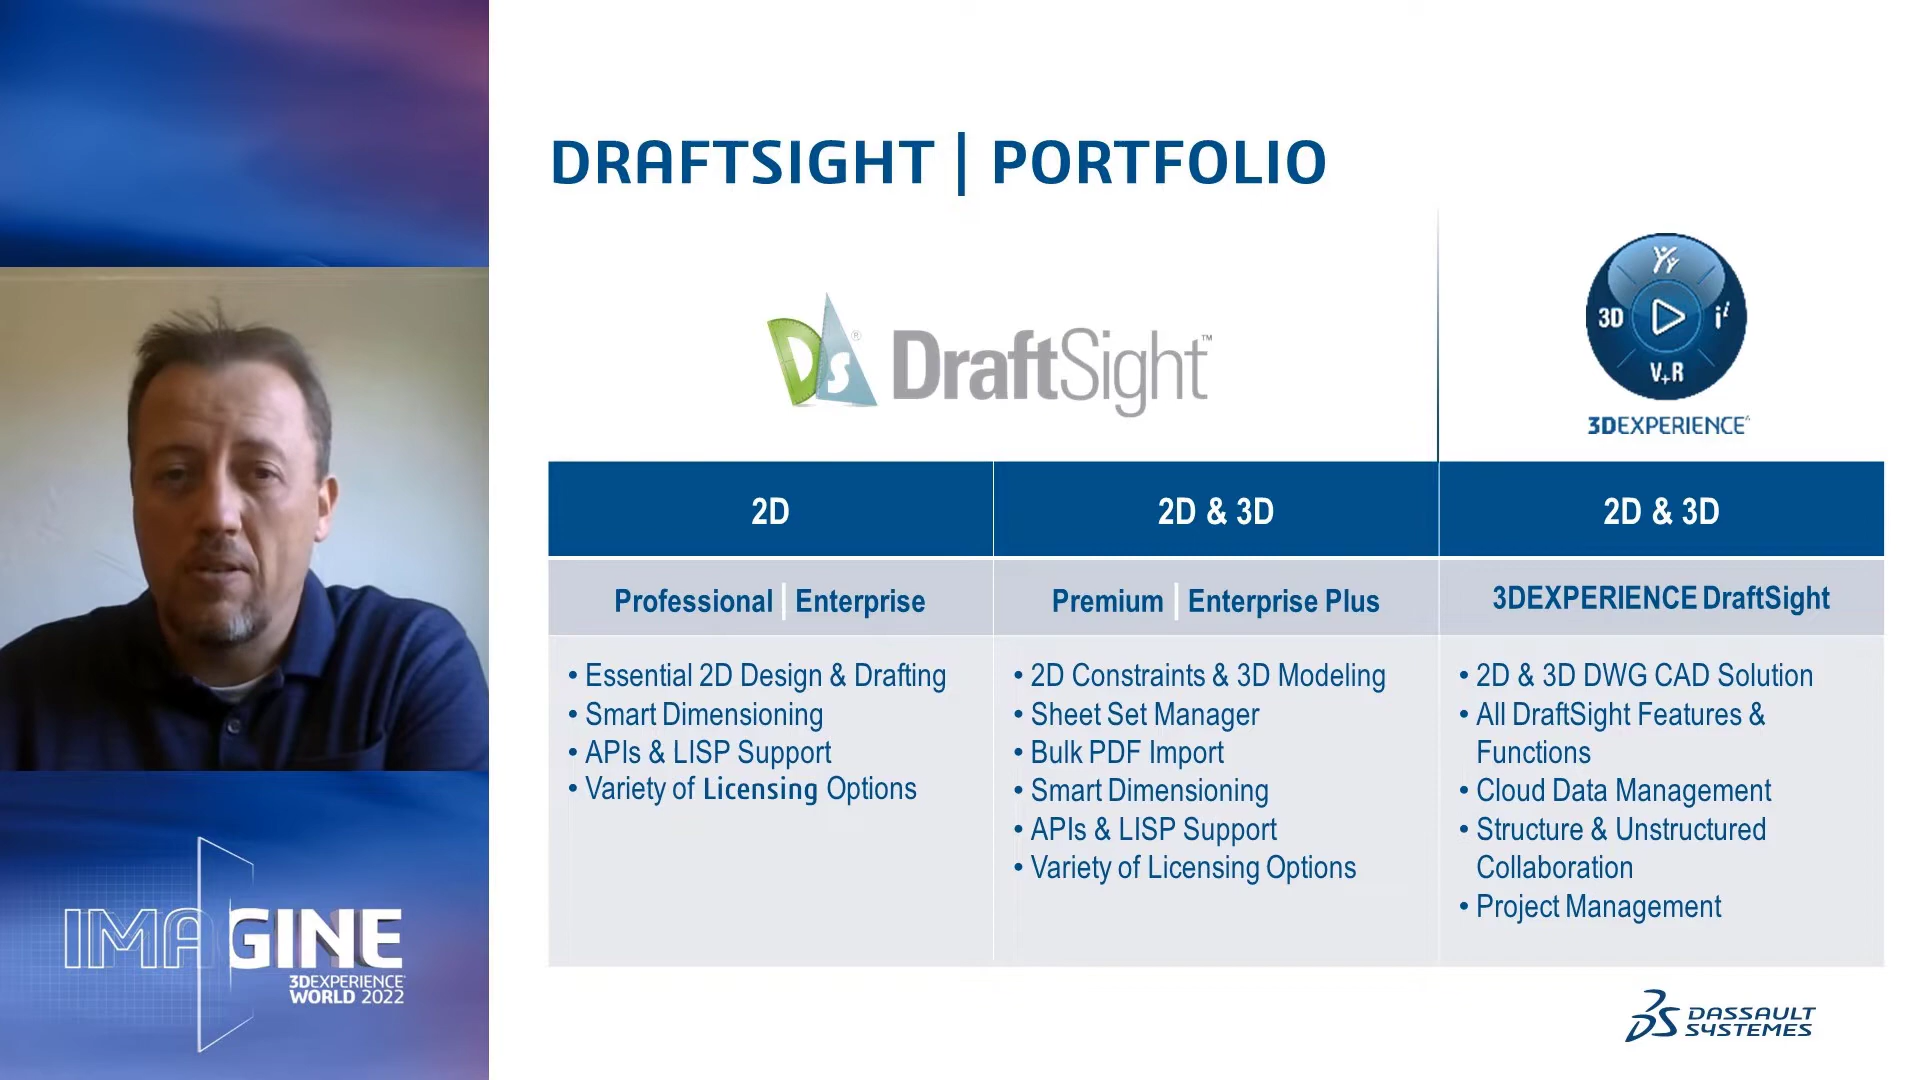 DRAFTSIGHT | PORTFOLIO
DS® DraftSight™
3D
i
V+R
3DEXPERIENCE
2D
2D & 3D
2D & 3D
Professional | Enterprise
Premium | Enterprise Plus
3DEXPERIENCE DraftSight
• Essential 2D Design & Drafting
• Smart Dimensioning
• APIs & LISP Support
• Variety of Licensing Options
• 2D Constraints & 3D Modeling
• Sheet Set Manager
• Bulk PDF Import
• Smart Dimensioning
• APIs & LISP Support
• Variety of Licensing Options
• 2D & 3D DWG CAD Solution
• All DraftSight Features &
Functions
• Cloud Data Management
• Structure & Unstructured
Collaboration
• Project Management
IMAGINE
3DEXPERIENCE
WORLD 2022
DASSAULT
SYSTEMES